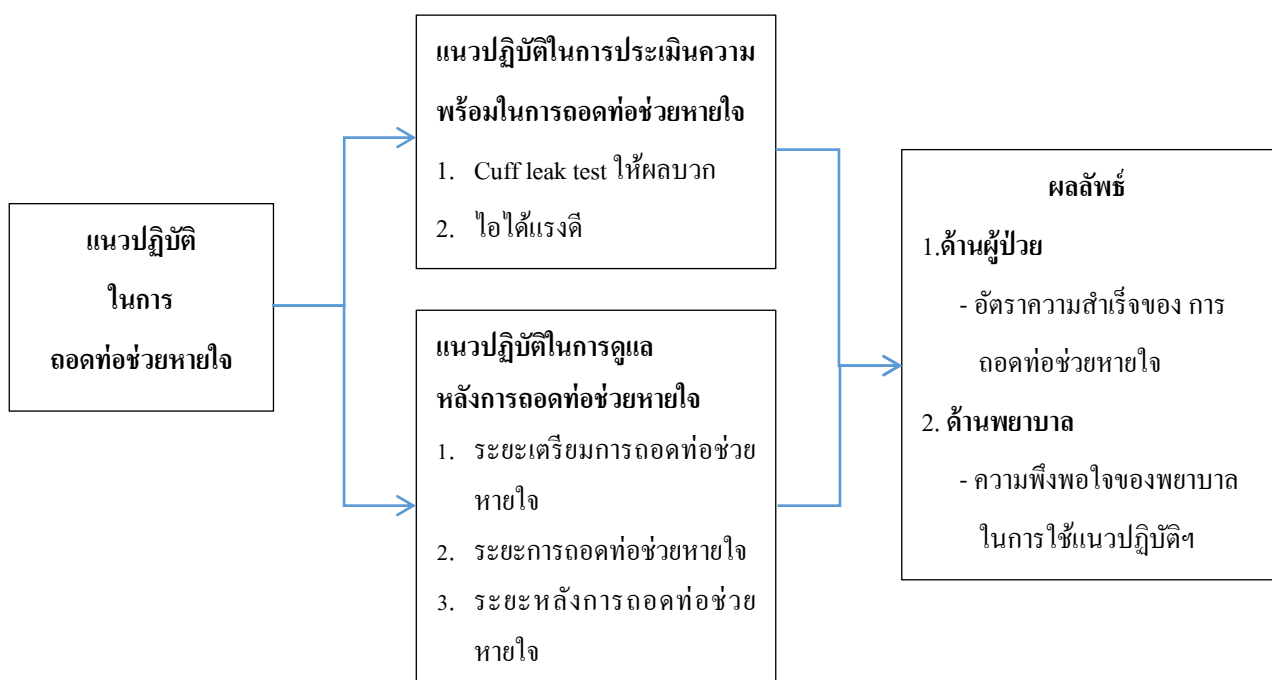 แนวปฏิบัติ
ในการ
ถอดท่อช่วยหายใจ
แนวปฏิบัติในการประเมินความ
พร้อมในการถอดท่อช่วยหายใจ
1. Cuff leak test ให้ผลบวก
2. ไอได้แรงดี
แนวปฏิบัติในการดูแล
หลังการถอดท่อช่วยหายใจ
1. ระยะเตรียมการถอดท่อช่วย
หายใจ
2. ระยะการถอดท่อช่วยหายใจ
3. ระยะหลังการถอดท่อช่วย
หายใจ
ผลลัพธ์
1.ด้านผู้ป่วย
- อัตราความสำเร็จของ การ
ถอดท่อช่วยหายใจ
2. ด้านพยาบาล
- ความพึงพอใจของพยาบาล
ในการใช้แนวปฏิบัติฯ